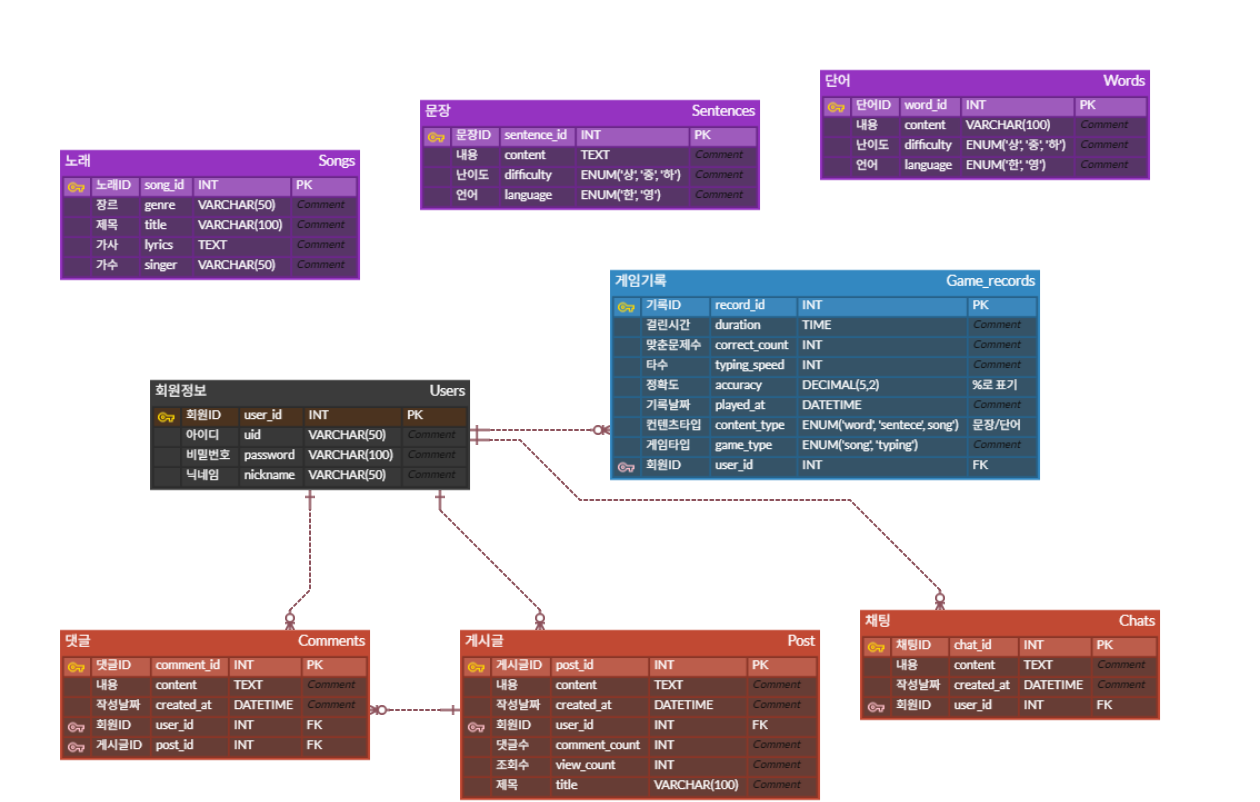 단어 Words
단어ID word_id INT PK
내용 content VARCHAR(100) Comment
난이도 difficulty ENUM('상', '중', '하') Comment
언어 language ENUM('한', '영') Comment
문장 Sentences
문장ID sentence_id INT PK
내용 content TEXT Comment
난이도 difficulty ENUM('상', '중', '하') Comment
언어 language ENUM('한', '영') Comment
노래 Songs
노래ID song_id INT PK
장르 genre VARCHAR(50) Comment
제목 title VARCHAR(100) Comment
가사 lyrics TEXT Comment
가수 singer VARCHAR(50) Comment
게임기록 Game_records
기록ID record_id INT PK
걸린시간 duration TIME Comment
맞춘문제수 correct_count INT Comment
타수 typing_speed INT Comment
정확도 accuracy DECIMAL(5,2) %로 표기
기록날짜 played_at DATETIME Comment
컨텐츠타입 content_type ENUM('word', 'sentece', song') 문장/단어
게임타입 game_type ENUM('song', 'typing') Comment
회원ID user_id INT FK
회원정보 Users
회원ID user_id INT PK
아이디 uid VARCHAR(50) Comment
비밀번호 password VARCHAR(100) Comment
닉네임 nickname VARCHAR(50) Comment
댓글 Comments
댓글ID comment_id INT PK
내용 content TEXT Comment
작성날짜 created_at DATETIME Comment
회원ID user_id INT FK
게시글ID post_id INT FK
게시글 Post
게시글ID post_id INT PK
내용 content TEXT Comment
작성날짜 created_at DATETIME Comment
회원ID user_id INT FK
댓글수 comment_count INT Comment
조회수 view_count INT Comment
제목 title VARCHAR(100) Comment
채팅 Chats
채팅ID chat_id INT PK
내용 content TEXT Comment
작성날짜 created_at DATETIME Comment
회원ID user_id INT FK